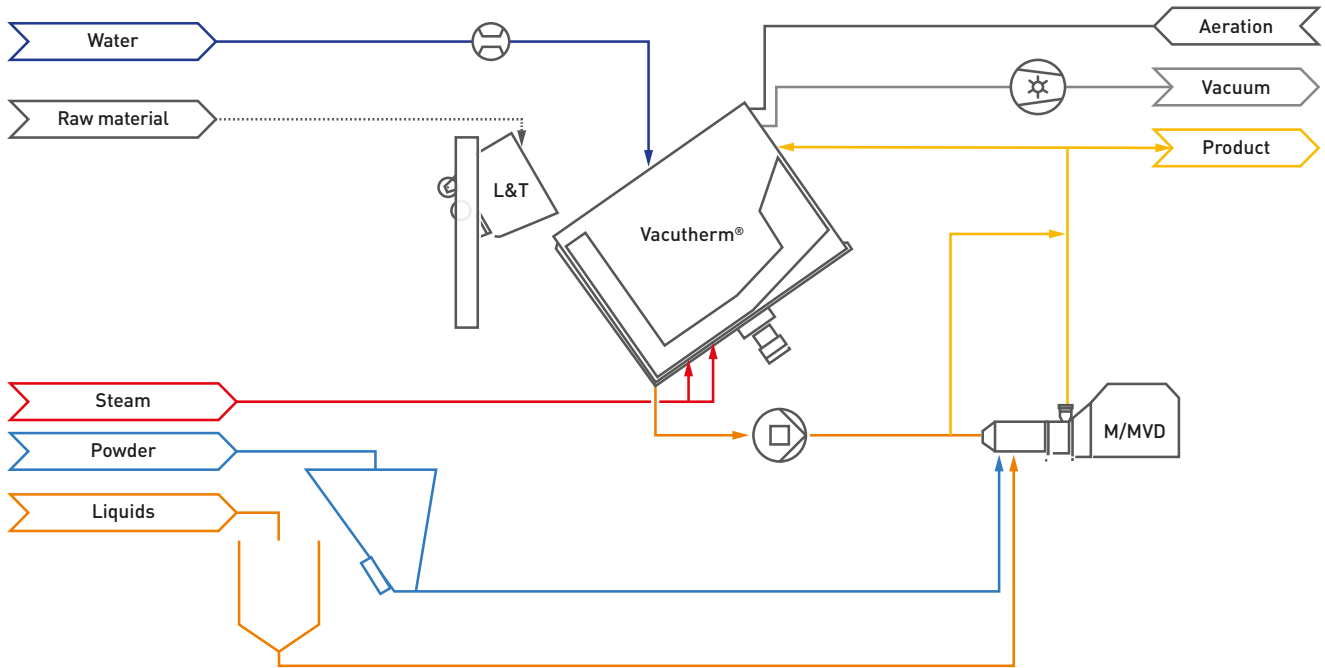 Water
Aeration
Vacuum
Raw material
Product
L&T
Vacutherm®
Steam
M/MVD
Powder
Liquids